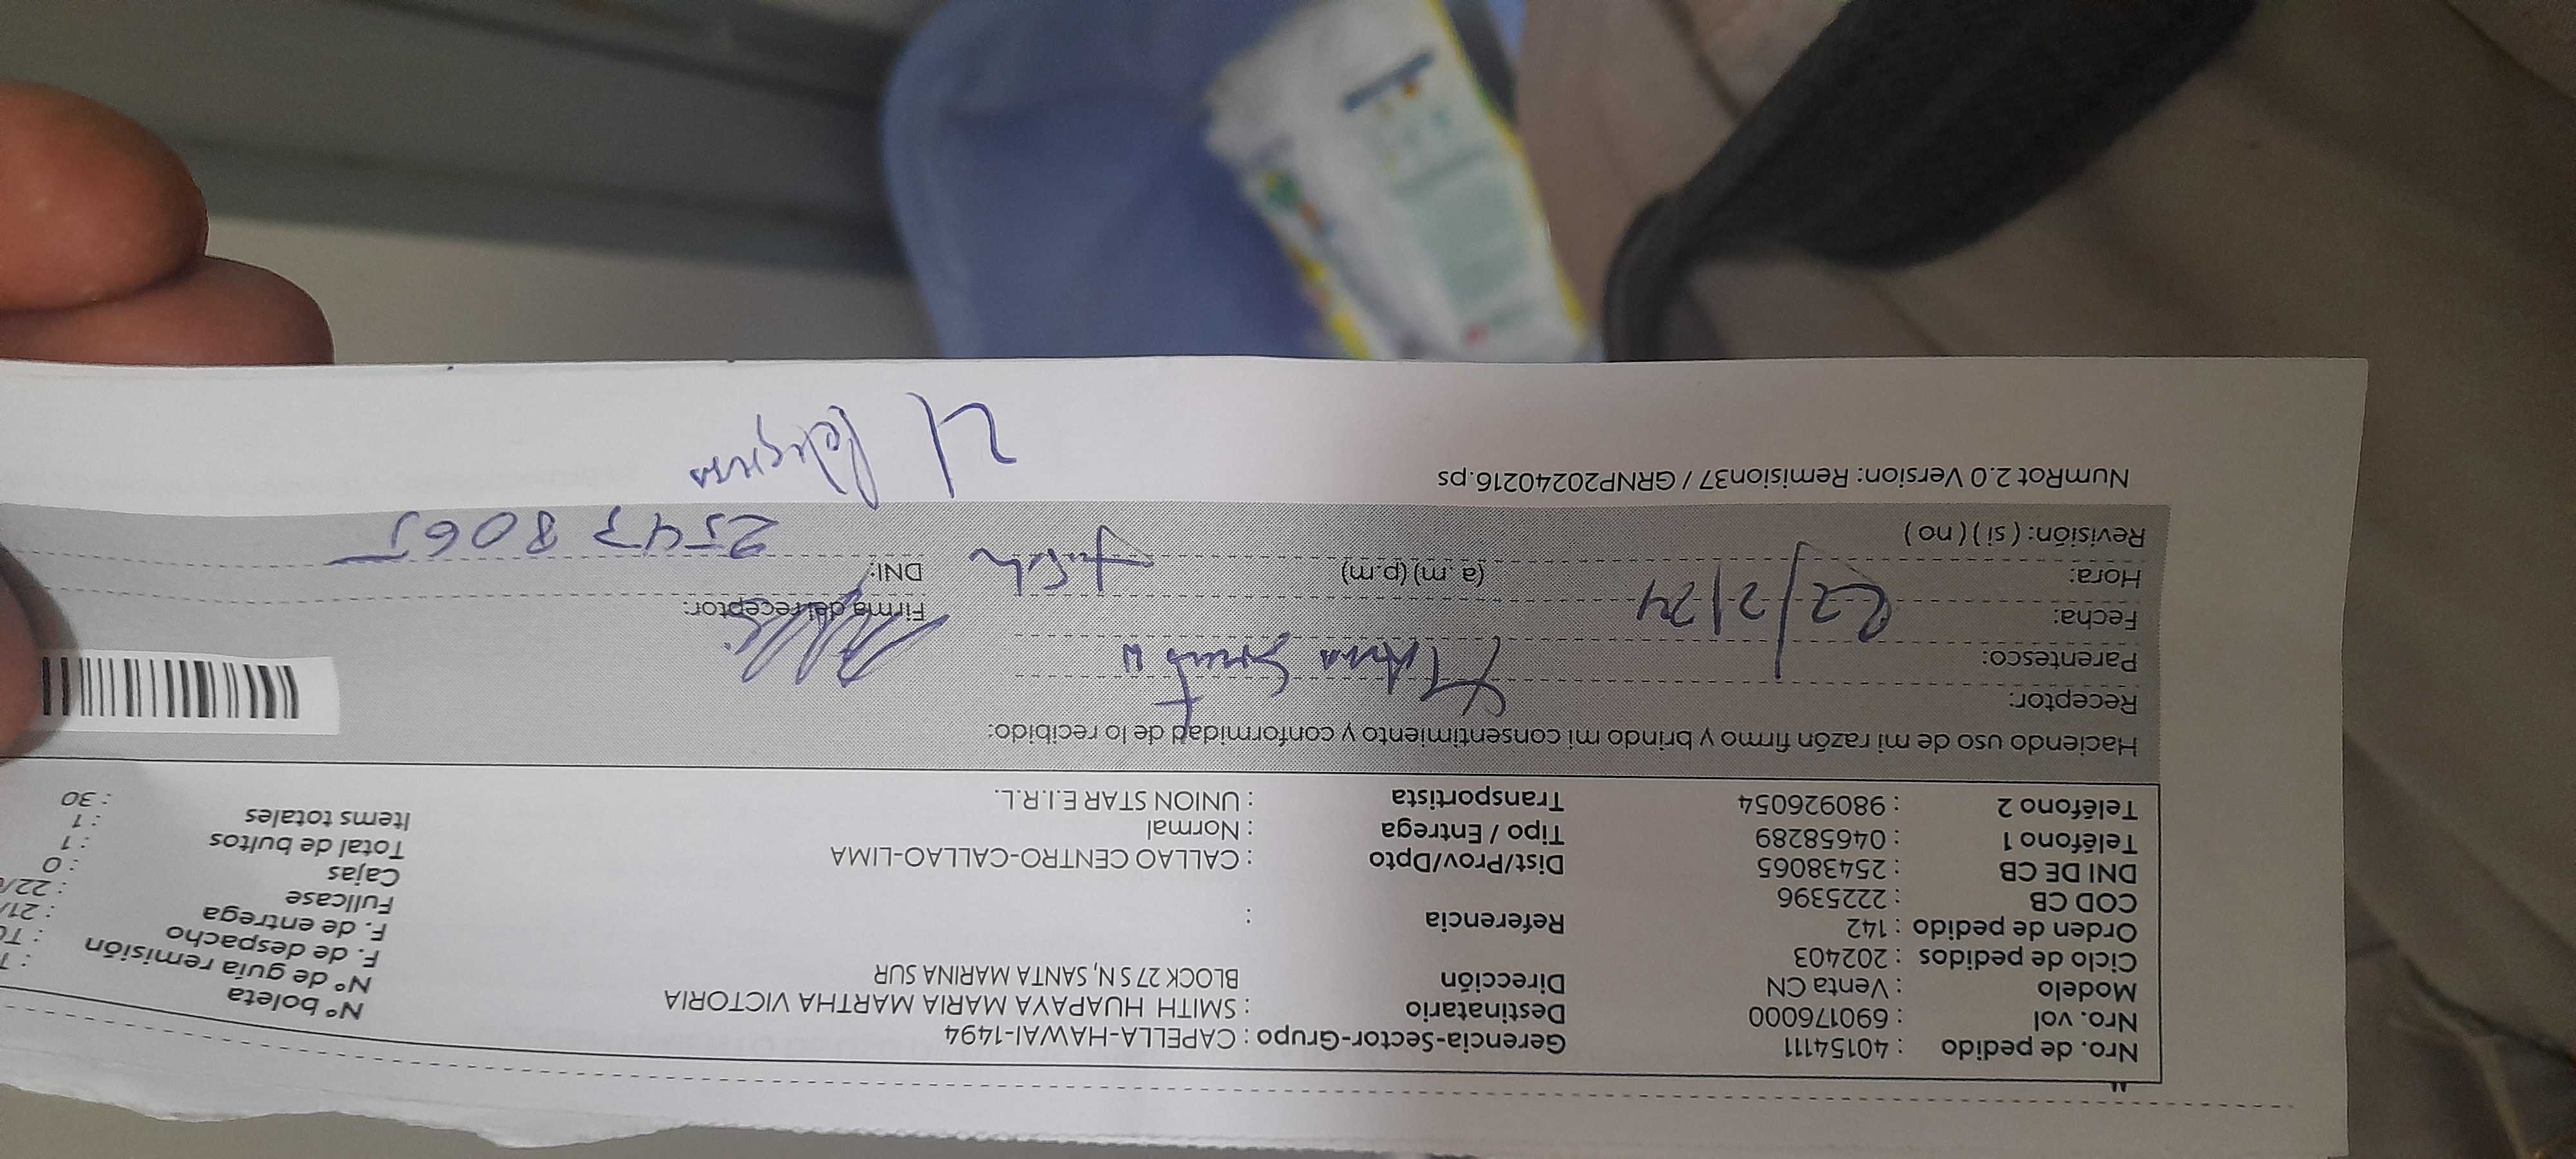 Nro. de pedido : 40154111
Nro. vol : 690176000
Modelo : Venta CN
Ciclo de pedidos : 202403
Orden de pedido : 142
COD CB : 2225396
DNI DE CB : 25438065
Teléfono 1 : 04658289
Teléfono 2 : 980926054
Gerencia-Sector-Grupo : CAPELLA-HAWAI-1494
Destinatario : SMITH HUAPAYA MARIA MARTHA VICTORIA
Dirección BLOCK 27 S N, SANTA MARINA SUR
Referencia :
Dist/Prov/Dpto : CALLAO CENTRO-CALLAO-LIMA
Tipo / Entrega : Normal
Transportista : UNION STAR E.I.R.L.
N° boleta
N° de guía remisión
F. de despacho
F. de entrega
Fullcase
Cajas : 0
Total de bultos : 1
Items totales : 1
: 30
Haciendo uso de mi razón firmo y brindo mi consentimiento y conformidad de lo recibido:
Receptor:
Parentesco:
Fecha: 22/2/24
Hora: (a. m) (p.m)
Revisión: ( si ) ( no )
Firma del receptor:
DNI:
NumRot 2.0 Version: Remision37 / GRNP20240216.ps
21